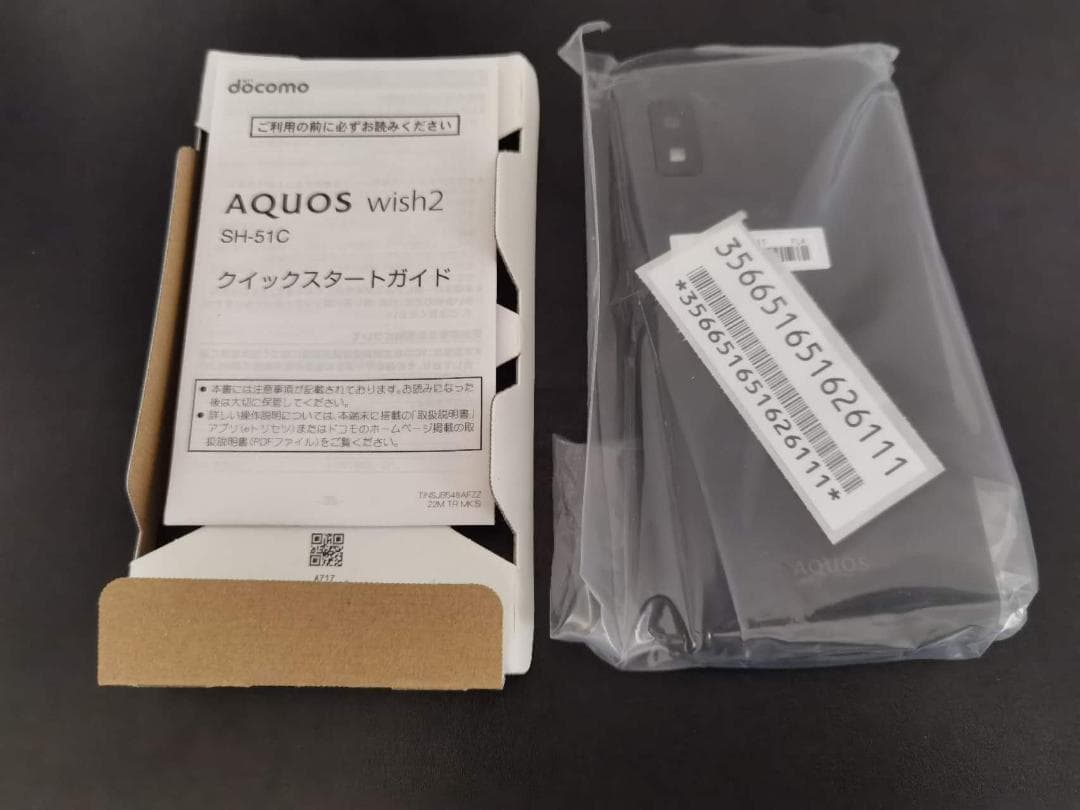 docomo
ご利用の前に必ずお読みください
AQUOS wish2
SH-51C
クイックスタートガイド
● 本書には注意事項が記載されております。お読みになった
後は大切に保管してください。
● 詳しい操作説明については、本端末に搭載の「取扱説明書」
アプリ(eトリセツ)またはドコモのホームページ掲載の取
扱説明書(PDFファイル)をご覧ください。
TINSJB548AFZZ
22M TR MK⑤
A717
356651651626111
*356651651626111*
AQUOS